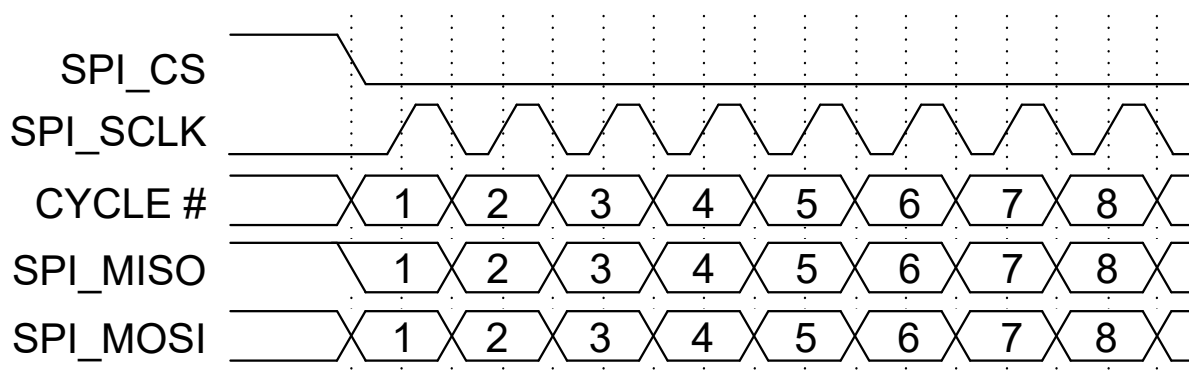 SPI_CS
SPI_SCLK
CYCLE # 1 2 3 4 5 6 7 8
SPI_MISO 1 2 3 4 5 6 7 8
SPI_MOSI 1 2 3 4 5 6 7 8